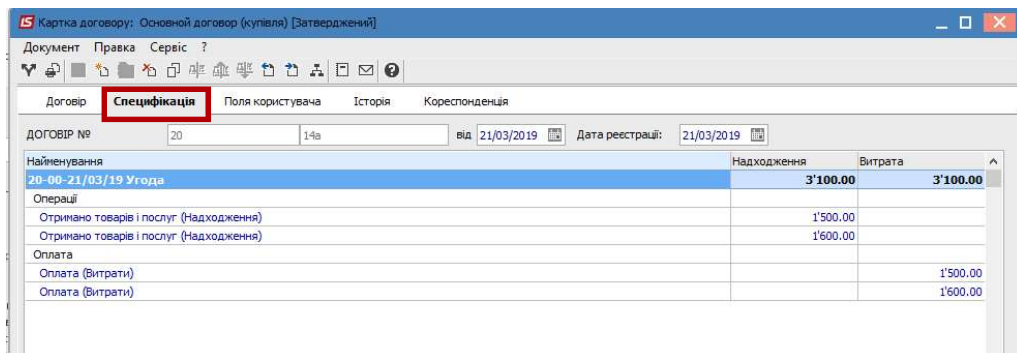 Картка договору: Основной договор (купівля) [Затверджений]
Документ Правка Сервіс ?
Договір Специфікація Поля користувача Історія Кореспонденція
ДОГОВІР № 20 14а від 21/03/2019 Дата реєстрації: 21/03/2019
Найменування Надходження Витрата
20-00-21/03/19 Угода 3'100.00 3'100.00
Операції
Отримано товарів і послуг (Надходження) 1'500.00
Отримано товарів і послуг (Надходження) 1'600.00
Оплата
Оплата (Витрати) 1'500.00
Оплата (Витрати) 1'600.00